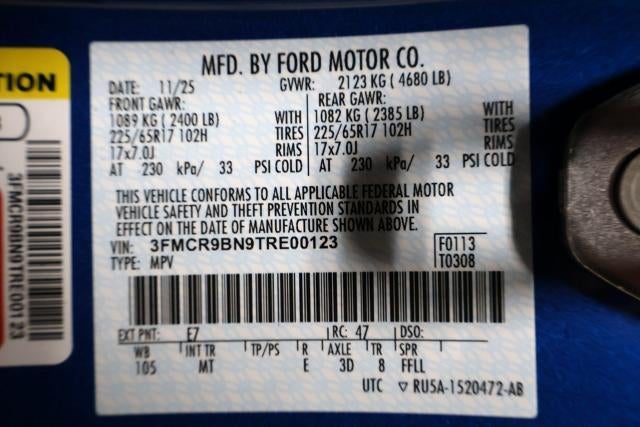 TION
3FMCR9BN9TRE00123
MFD. BY FORD MOTOR CO.
DATE: 11/25 GVWR: 2123 KG ( 4680 LB)
FRONT GAWR: REAR GAWR:
1089 KG ( 2400 LB) WITH 1082 KG ( 2385 LB) WITH
225/65R17 102H TIRES 225/65R17 102H TIRES
17x7.0J RIMS 17x7.0J RIMS
AT 230 kPa/ 33 PSI COLD AT 230 kPa/ 33 PSI COLD
THIS VEHICLE CONFORMS TO ALL APPLICABLE FEDERAL MOTOR
VEHICLE SAFETY AND THEFT PREVENTION STANDARDS IN
EFFECT ON THE DATE OF MANUFACTURE SHOWN ABOVE.
VIN: 3FMCR9BN9TRE00123 F0113
TYPE: MPV T0308
EXT PNT: E7 RC: 47 DSO:
WB INT TR TP/PS R AXLE TR SPR
105 MT E 3D 8 FFLL
UTC ▽ RU5A-1520472-AB